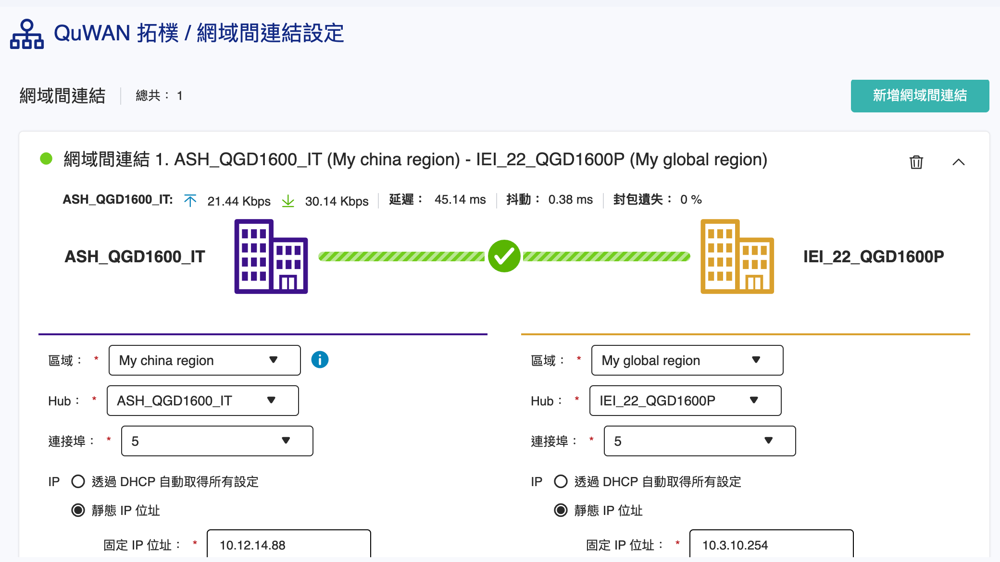 QuWAN 拓樸 / 網域間連結設定
網域間連結 總共： 1
新增網域間連結
網域間連結 1. ASH_QGD1600_IT (My china region) - IEI_22_QGD1600P (My global region)
ASH_QGD1600_IT: 21.44 Kbps 30.14 Kbps 延遲： 45.14 ms 抖動： 0.38 ms 封包遺失： 0 %
ASH_QGD1600_IT
IEI_22_QGD1600P
區域： * My china region
Hub： * ASH_QGD1600_IT
連接埠： * 5
IP 透過 DHCP 自動取得所有設定
靜態 IP 位址
固定 IP 位址： * 10.12.14.88
區域： * My global region
Hub： * IEI_22_QGD1600P
連接埠： * 5
IP 透過 DHCP 自動取得所有設定
靜態 IP 位址
固定 IP 位址： * 10.3.10.254